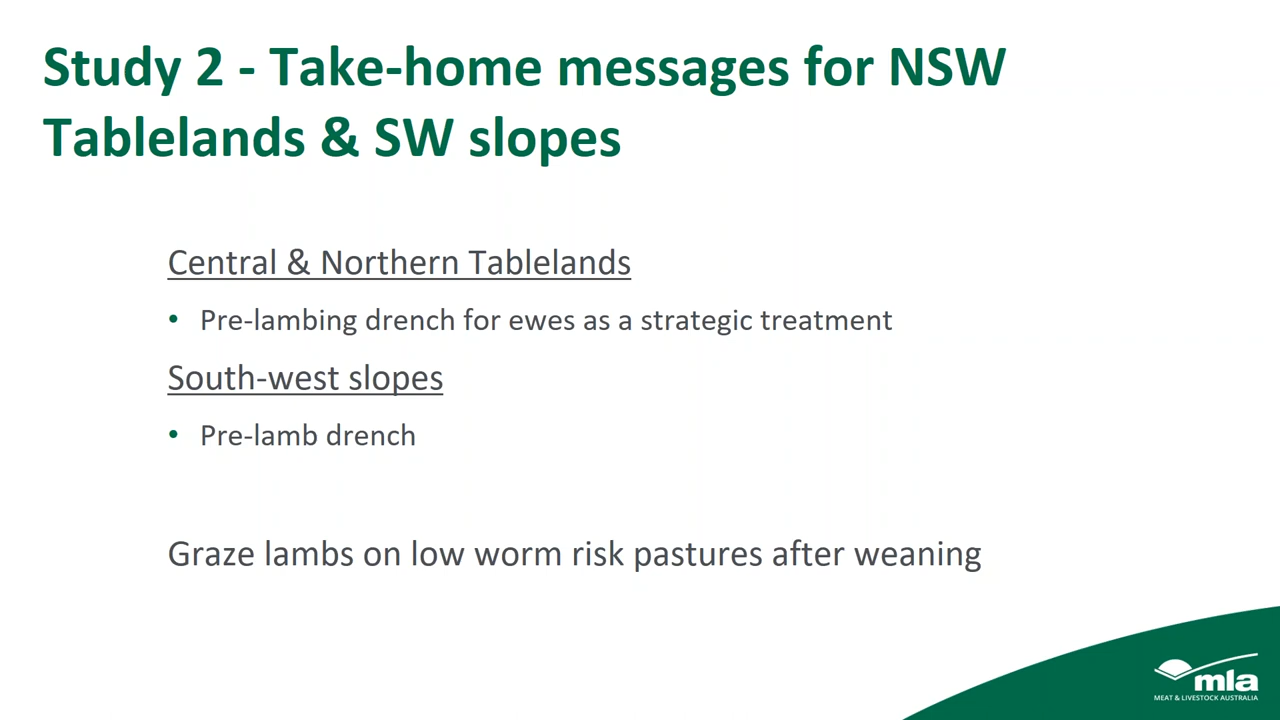 Study 2 - Take-home messages for NSW
Tablelands & SW slopes
Central & Northern Tablelands
• Pre-lambing drench for ewes as a strategic treatment
South-west slopes
• Pre-lamb drench
Graze lambs on low worm risk pastures after weaning
mla
MEAT & LIVESTOCK AUSTRALIA